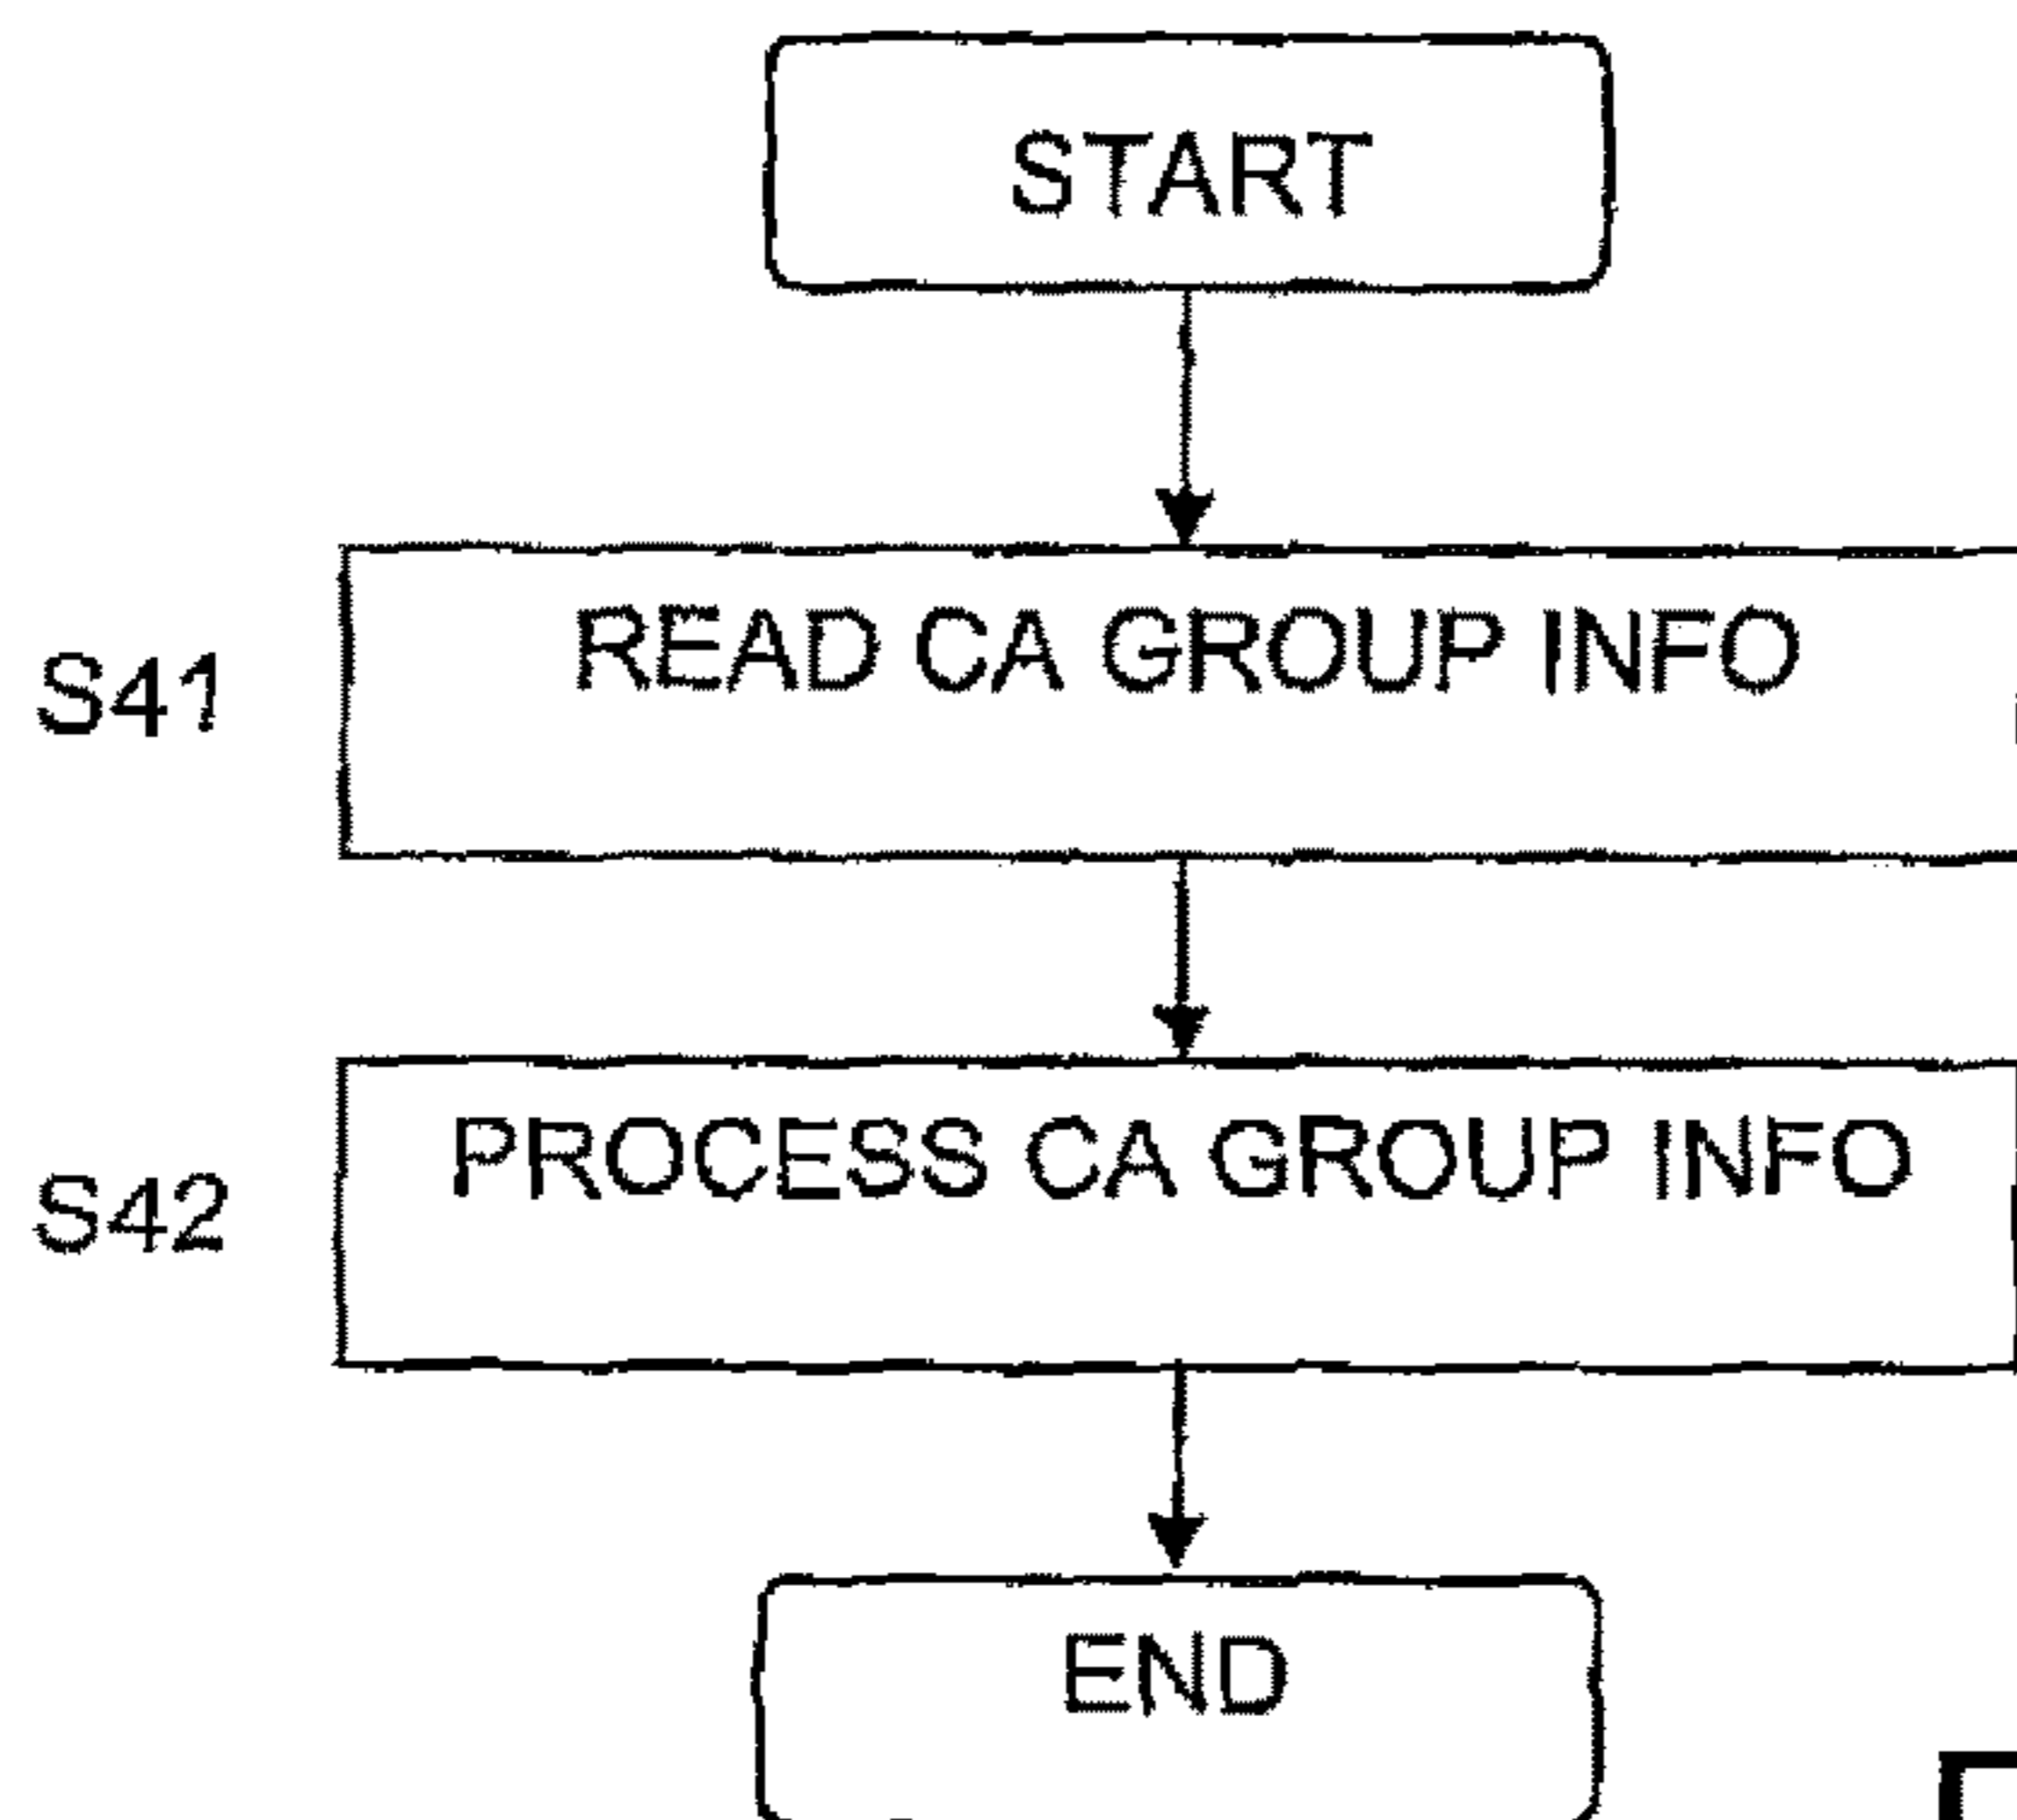 START
S41
READ CA GROUP INFO
S42
PROCESS CA GROUP INFO
END